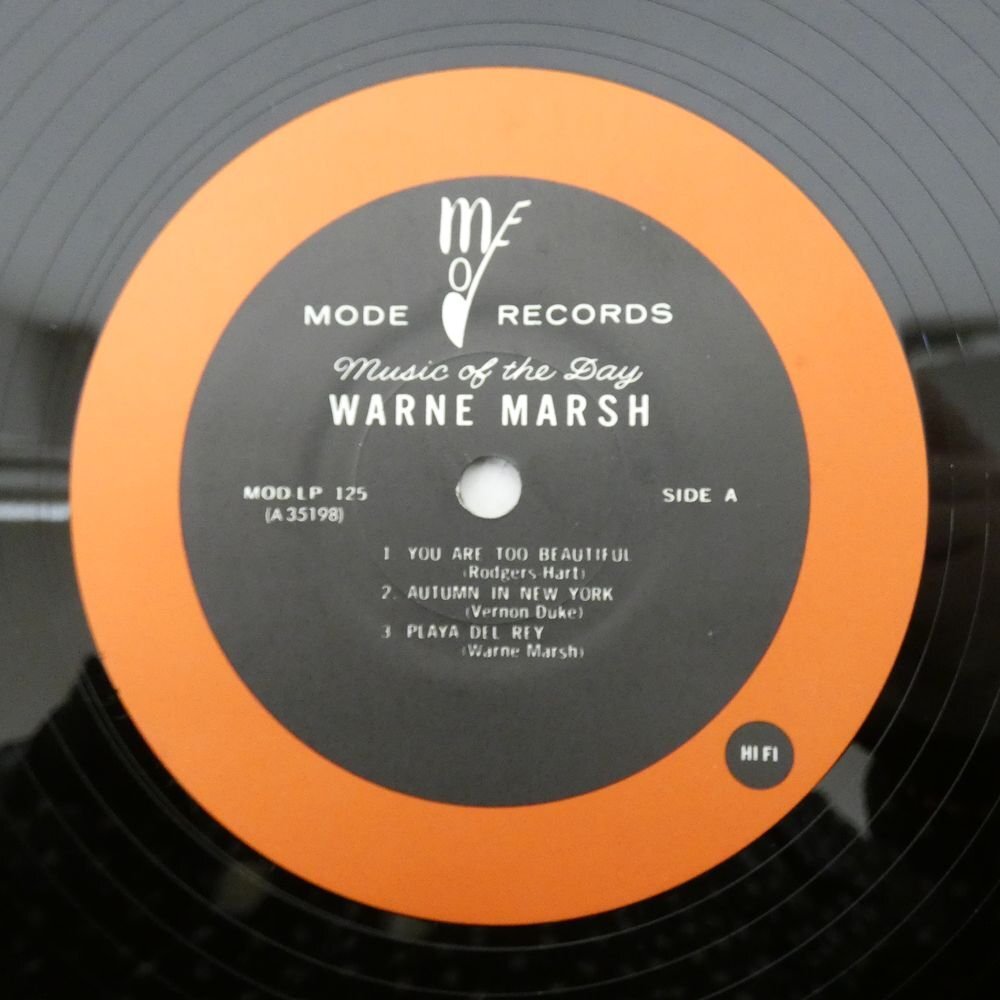 MODE
MODE RECORDS
Music of the Day
WARNE MARSH
MOD LP 125 SIDE A
(A 35198)
1 YOU ARE TOO BEAUTIFUL
(Rodgers-Hart)
2. AUTUMN IN NEW YORK
(Vernon Duke)
3 PLAYA DEL REY
(Warne Marsh)
HI FI